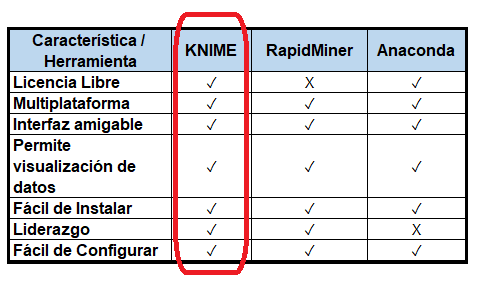 Característica / Herramienta KNIME RapidMiner Anaconda
Licencia Libre ✓ X ✓
Multiplataforma ✓ ✓ ✓
Interfaz amigable ✓ ✓ ✓
Permite visualización de datos ✓ ✓ ✓
Fácil de Instalar ✓ ✓ ✓
Liderazgo ✓ ✓ X
Fácil de Configurar ✓ ✓ ✓